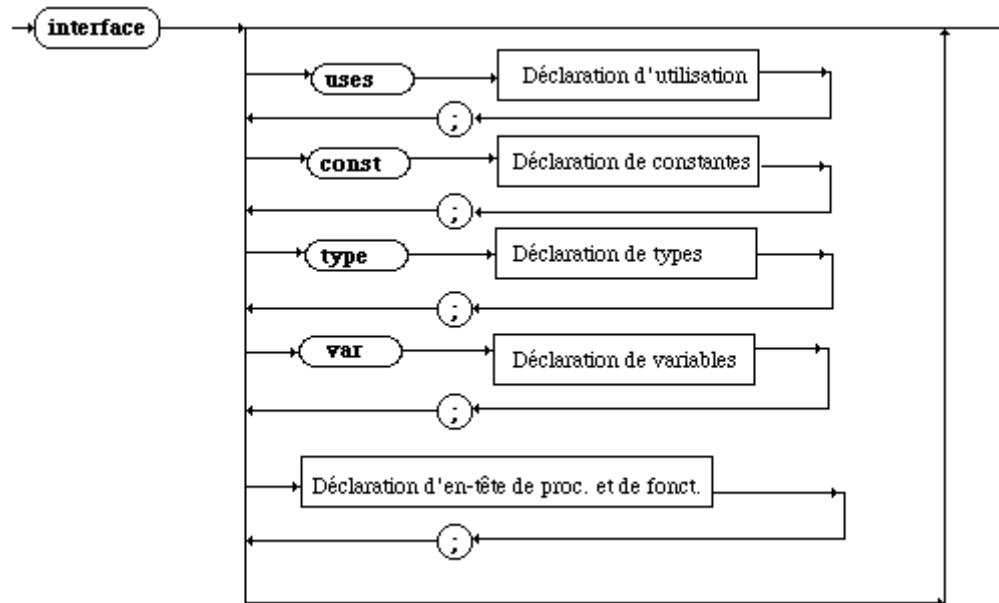 interface
uses
Déclaration d'utilisation
;
const
Déclaration de constantes
;
type
Déclaration de types
;
var
Déclaration de variables
;
Déclaration d'en-tête de proc. et de fonct.
;